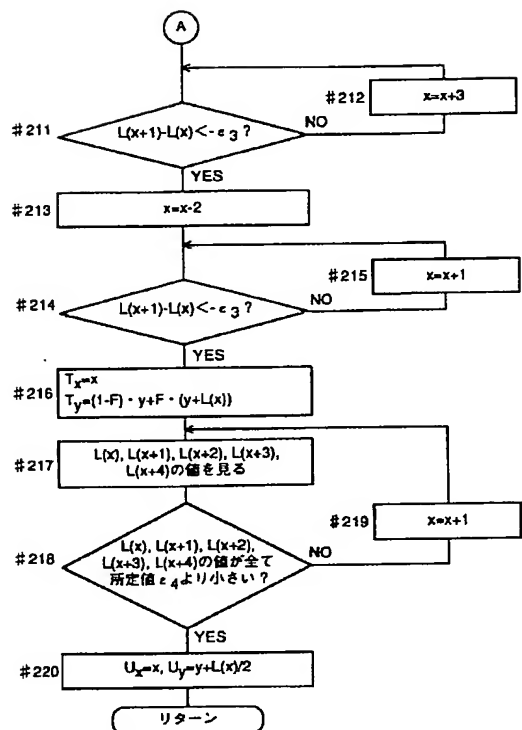 A
#212
x=x+3
#211
L(x+1)-L(x)<-ε3?
NO
YES
#213
x=x-2
#215
x=x+1
#214
L(x+1)-L(x)<-ε3?
NO
YES
#216
Tx=x
Ty=(1-F)・y+F・(y+L(x))
#217
L(x), L(x+1), L(x+2), L(x+3),
L(x+4)の値を見る
#219
x=x+1
#218
L(x), L(x+1), L(x+2),
L(x+3), L(x+4)の値が全て
所定値ε4より小さい?
NO
YES
#220
Ux=x, Uy=y+L(x)/2
リターン